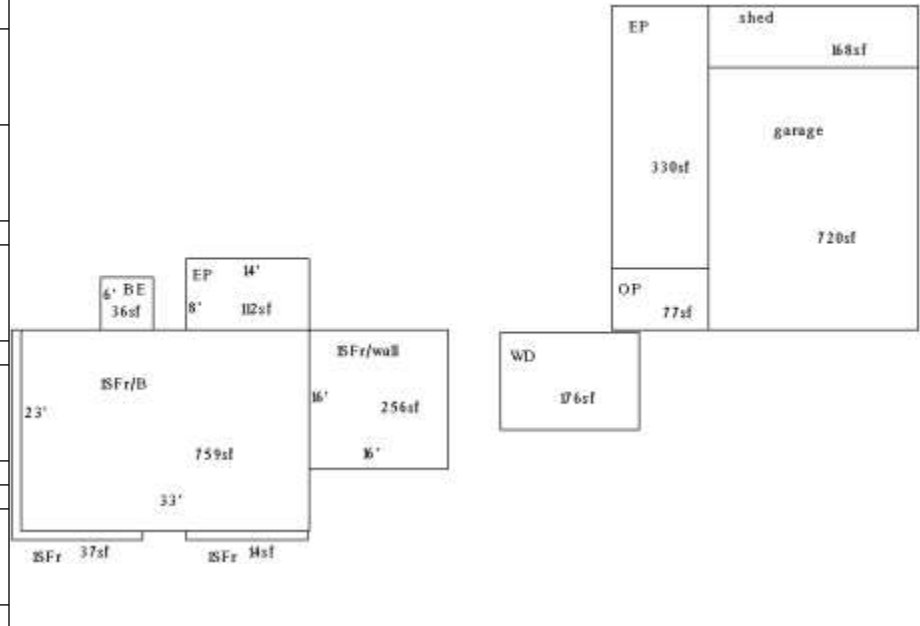 EP
shed
168sf
garage
330sf
720sf
OP
77sf
EP 14'
8' 112sf
6' BE
36sf
1SFr/wall
16' 256sf
16'
WD
176sf
1SFr/B
23'
759sf
33'
1SFr 37sf
1SFr 14sf